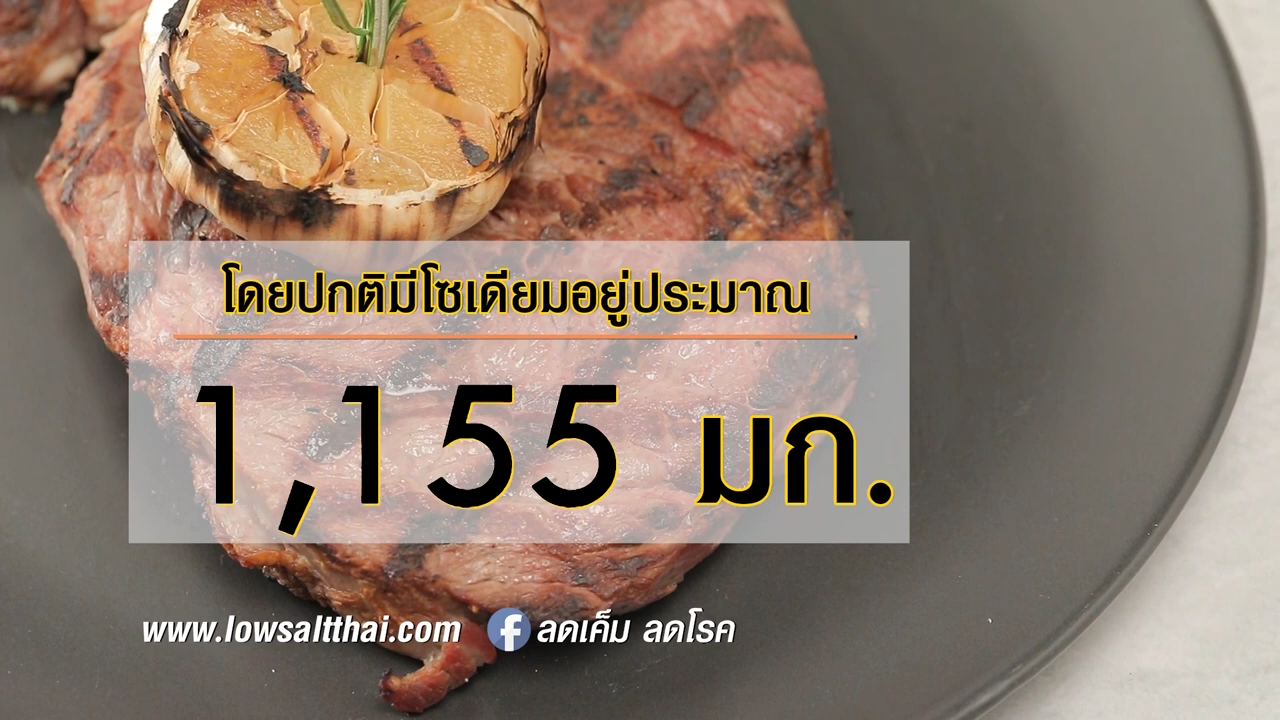 โดยปกติมีโซเดียมอยู่ประมาณ
1,155 มก.
www.lowsaltthai.com f ลดเค็ม ลดโรค